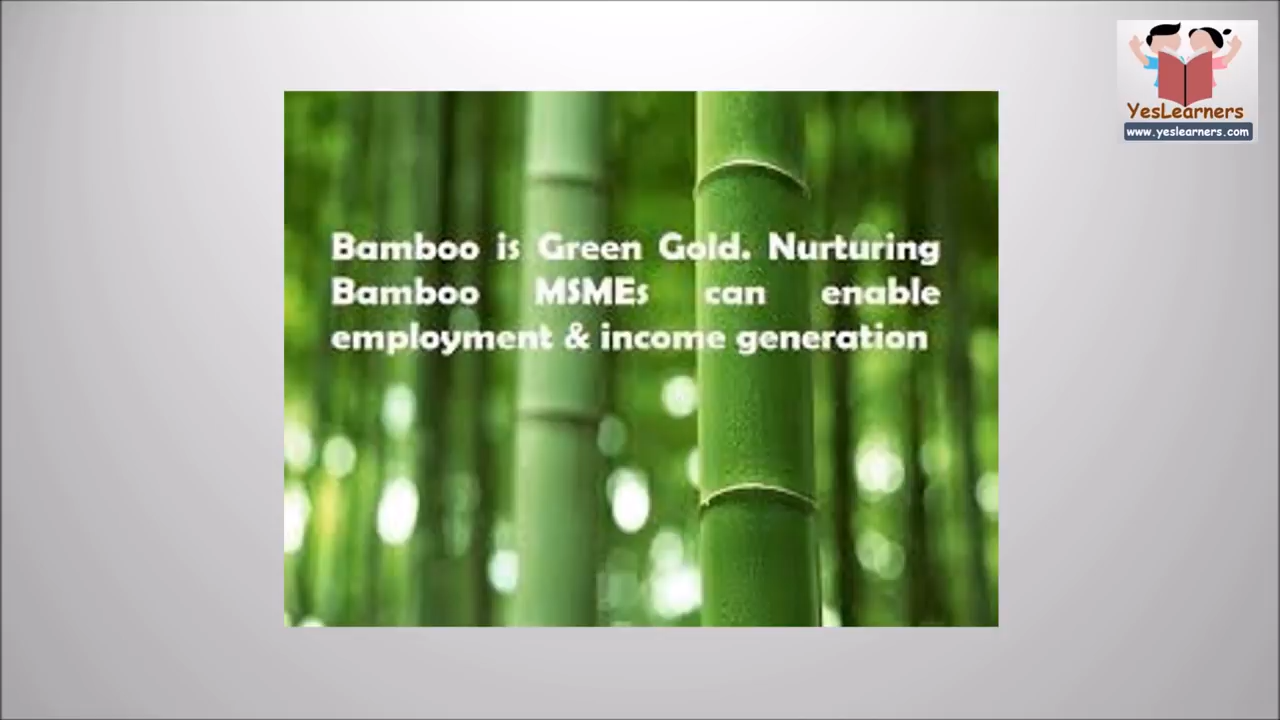 YesLearners
www.yeslearners.com
Bamboo is Green Gold. Nurturing
Bamboo MSMEs can enable
employment & income generation